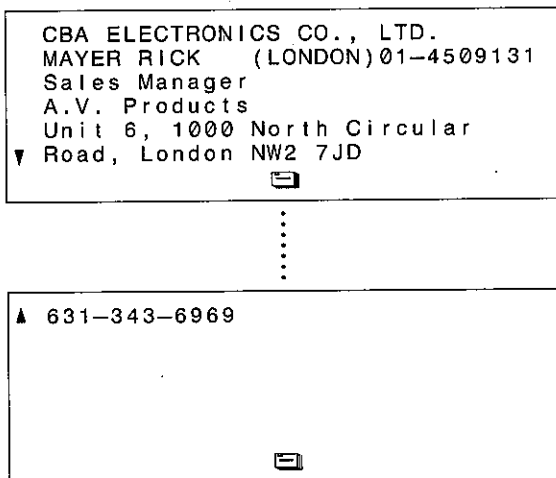 CBA ELECTRONICS CO., LTD.
MAYER RICK (LONDON)01-4509131
Sales Manager
A.V. Products
Unit 6, 1000 North Circular
▼ Road, London NW2 7JD
▲ 631-343-6969